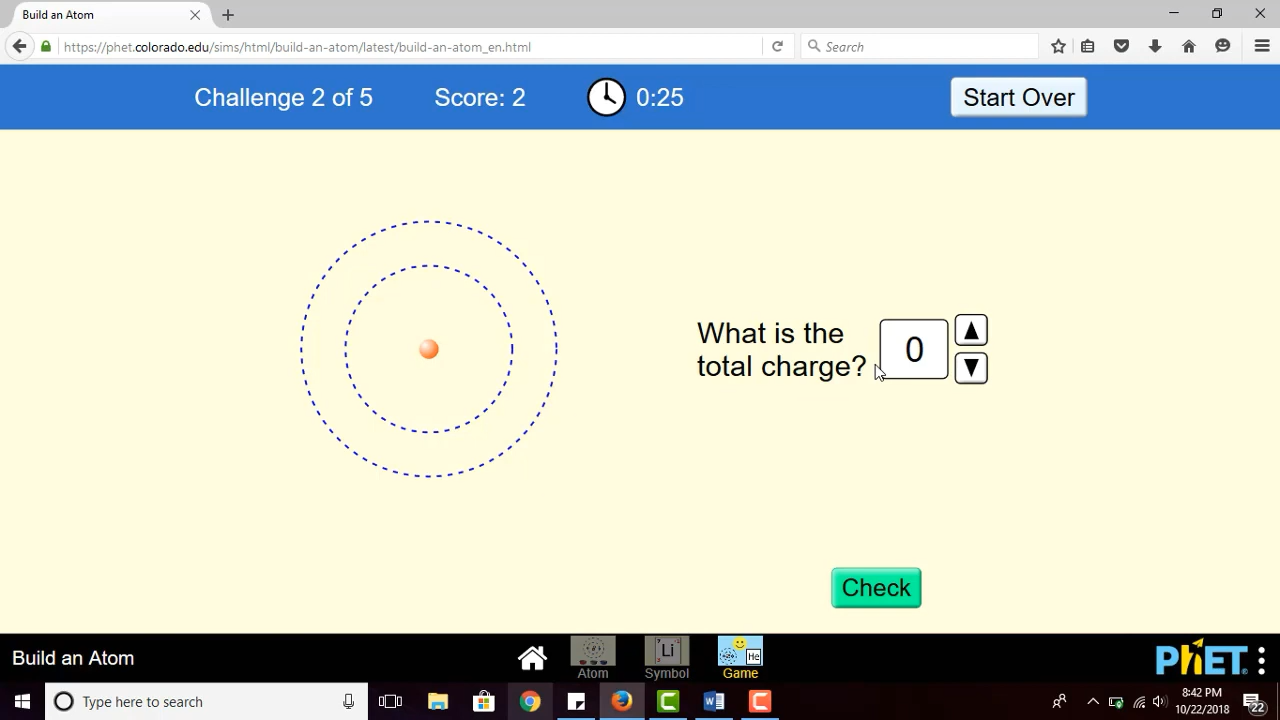 Build an Atom
https://phet.colorado.edu/sims/html/build-an-atom/latest/build-an-atom_en.html
Search
Challenge 2 of 5
Score: 2
0:25
Start Over
What is the
total charge?
0
Check
Build an Atom
Atom
Li
Symbol
He
Game
PhET
Type here to search
8:42 PM
10/22/2018
22